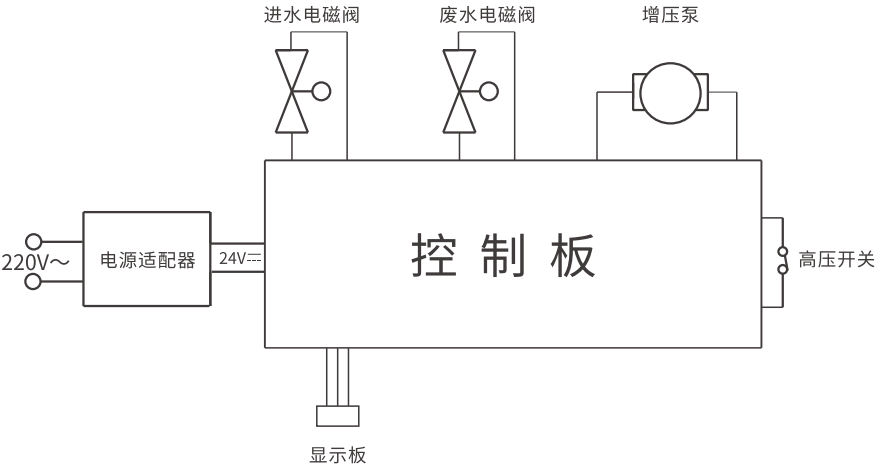 进水电磁阀
废水电磁阀
增压泵
220V～
电源适配器
24V⎓
控制板
高压开关
显示板